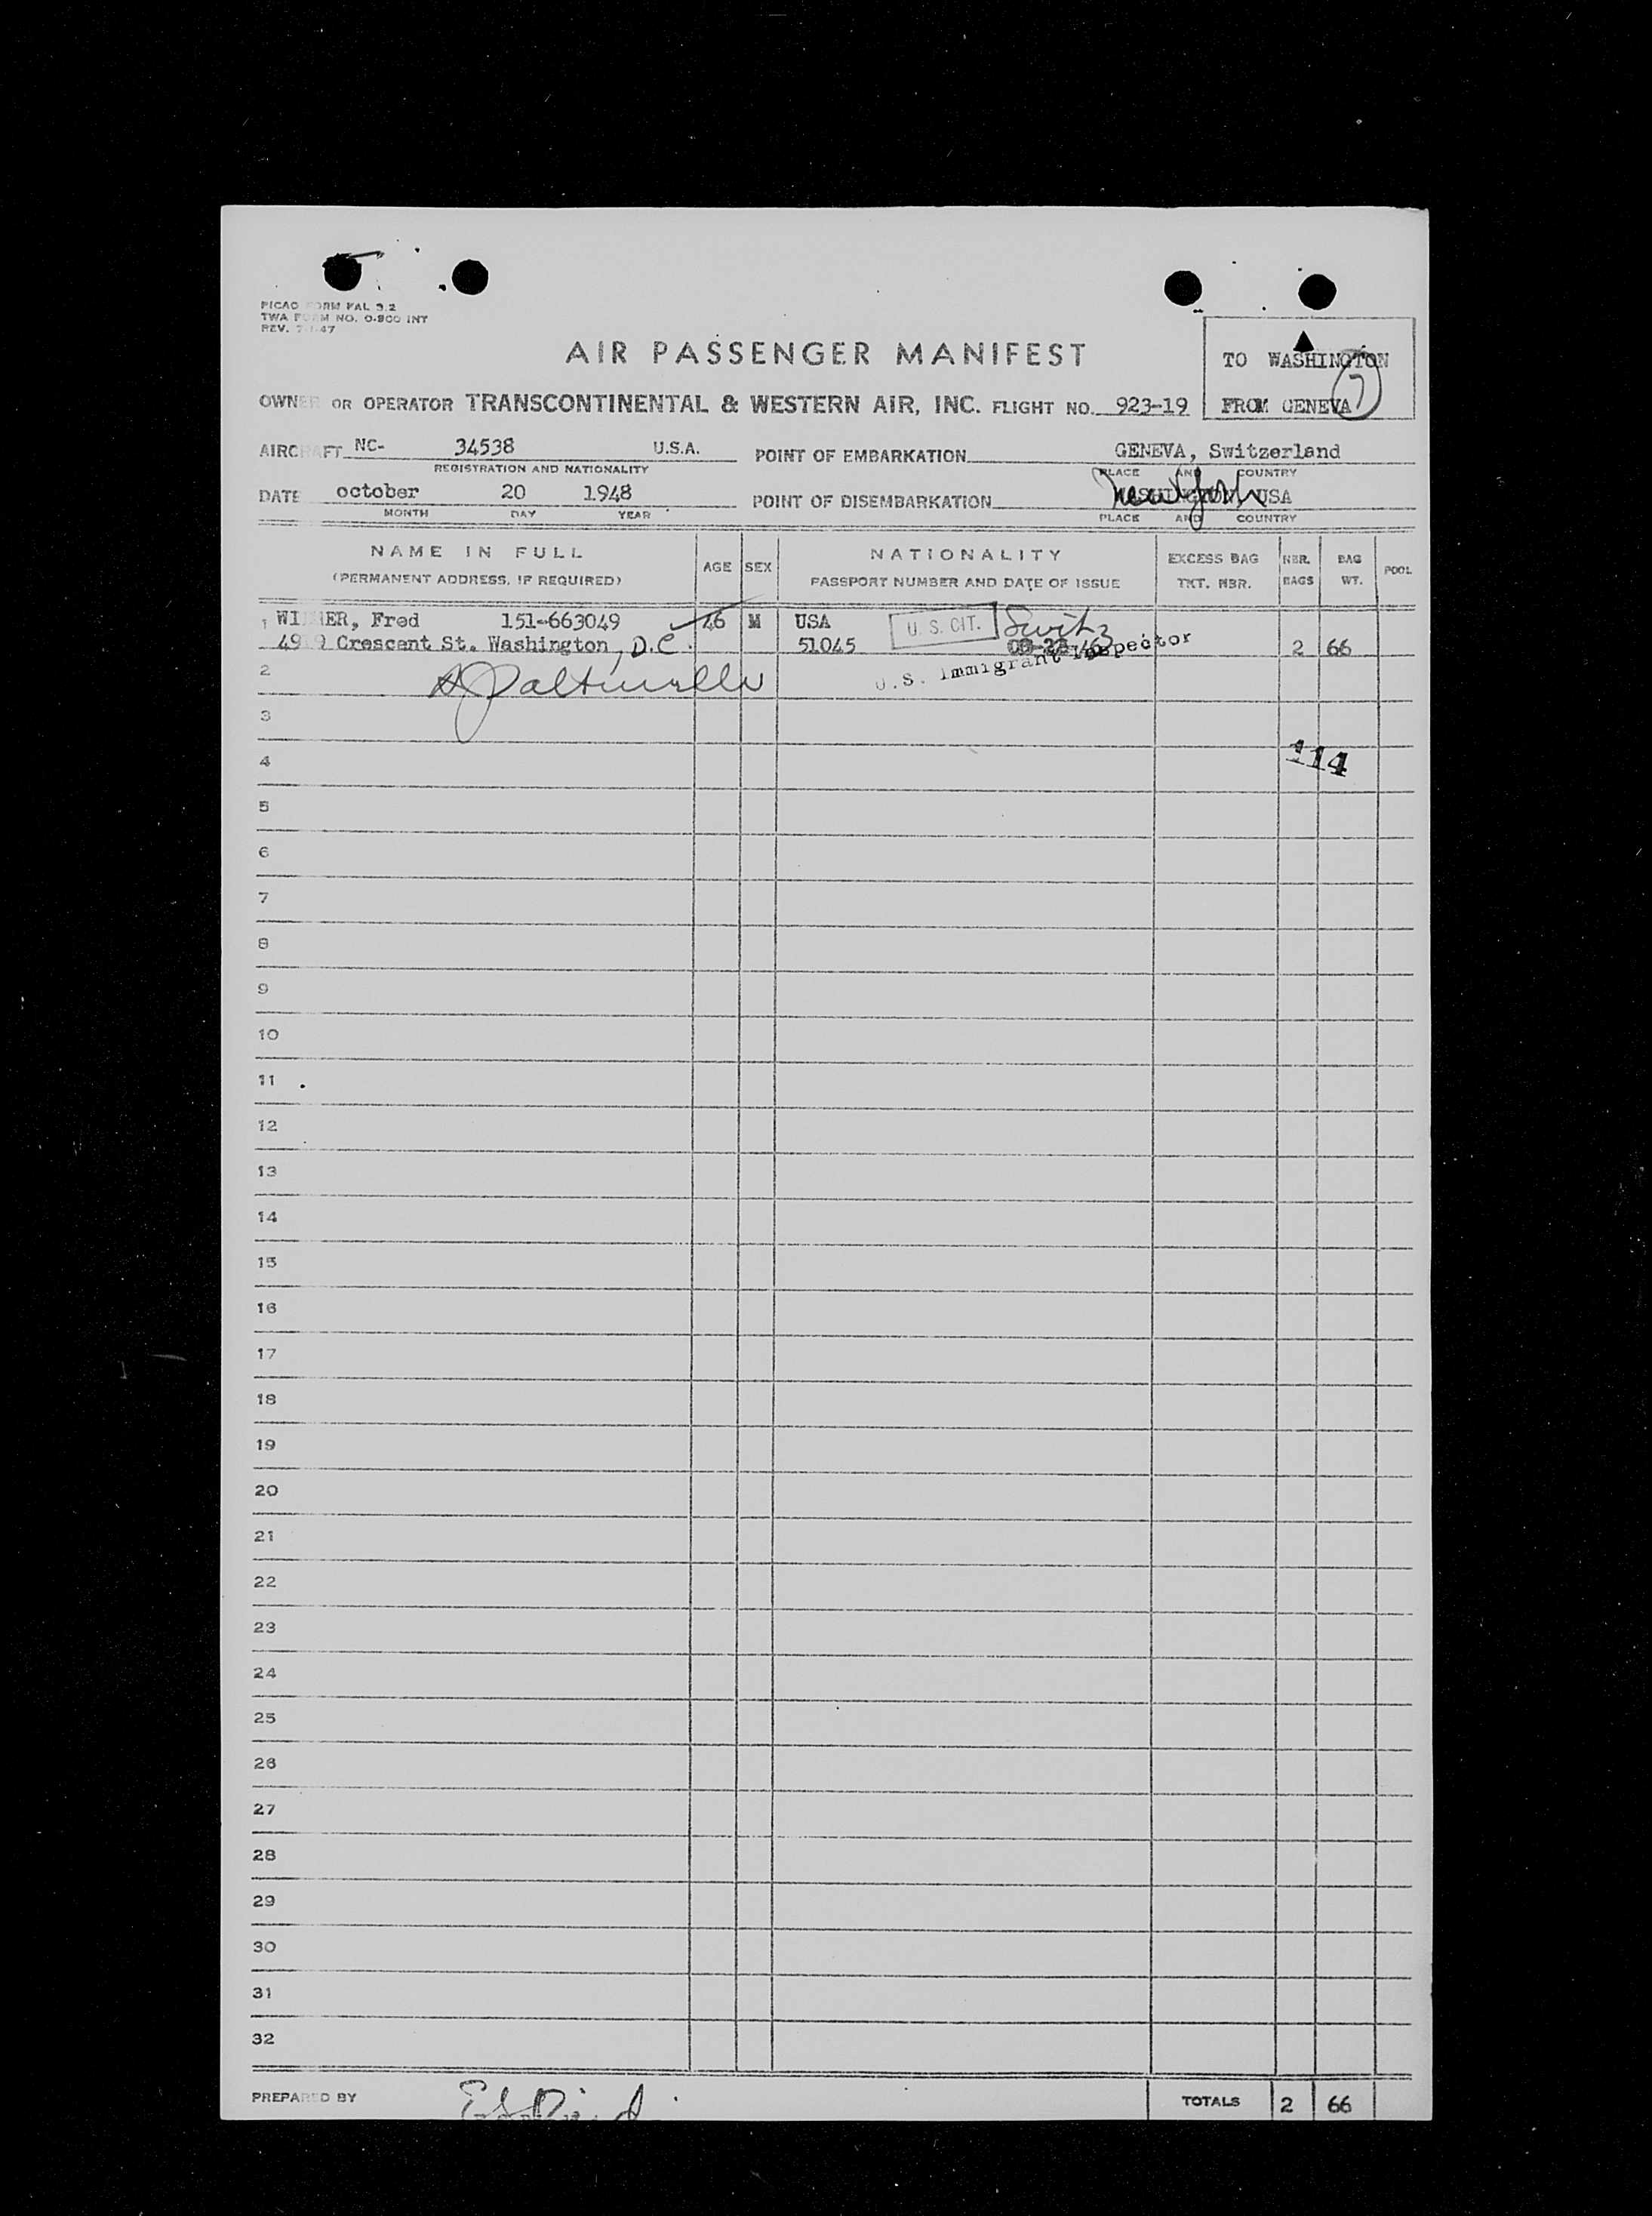 PICAO FORM FAL 3.2
TWA FORM NO. O-800 INT
REV. 7-1-47
AIR PASSENGER MANIFEST
TO WASHINGTON
7
FROM GENEVA
OWNER OR OPERATOR TRANSCONTINENTAL & WESTERN AIR, INC. FLIGHT NO. 923-19
AIRCRAFT NC- 34538 U.S.A. POINT OF EMBARKATION GENEVA, Switzerland
REGISTRATION AND NATIONALITY PLACE AND COUNTRY
DATE october 20 1948 POINT OF DISEMBARKATION New York WASHINGTON, USA
MONTH DAY YEAR PLACE AND COUNTRY
NAME IN FULL AGE SEX NATIONALITY EXCESS BAG NBR. BAG POOL
(PERMANENT ADDRESS, IF REQUIRED) PASSPORT NUMBER AND DATE OF ISSUE TKT. NBR. BAGS WT.
1 Fred 151-663049 M USA U. S. CIT. Switz
Crescent St. Washington, D.C. 51045 2 66
U.S. Immigrant Inspector
2
3
114
4
5
6
7
8
9
10
11
12
13
14
15
16
17
18
19
20
21
22
23
24
25
26
27
28
29
30
31
32
PREPARED BY TOTALS 2 66